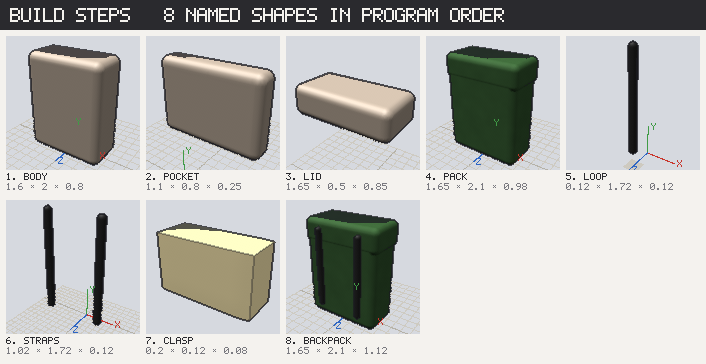 BUILD STEPS 8 NAMED SHAPES IN PROGRAM ORDER
Y
Z
X
1. BODY
1.6 × 2 × 0.8
Y
2. POCKET
1.1 × 0.8 × 0.25
3. LID
1.65 × 0.5 × 0.85
Y
Z
X
4. PACK
1.65 × 2.1 × 0.98
Y
X
Z
5. LOOP
0.12 × 1.72 × 0.12
Y
Z
X
6. STRAPS
1.02 × 1.72 × 0.12
7. CLASP
0.2 × 0.12 × 0.08
Y
Z
X
8. BACKPACK
1.65 × 2.1 × 1.12